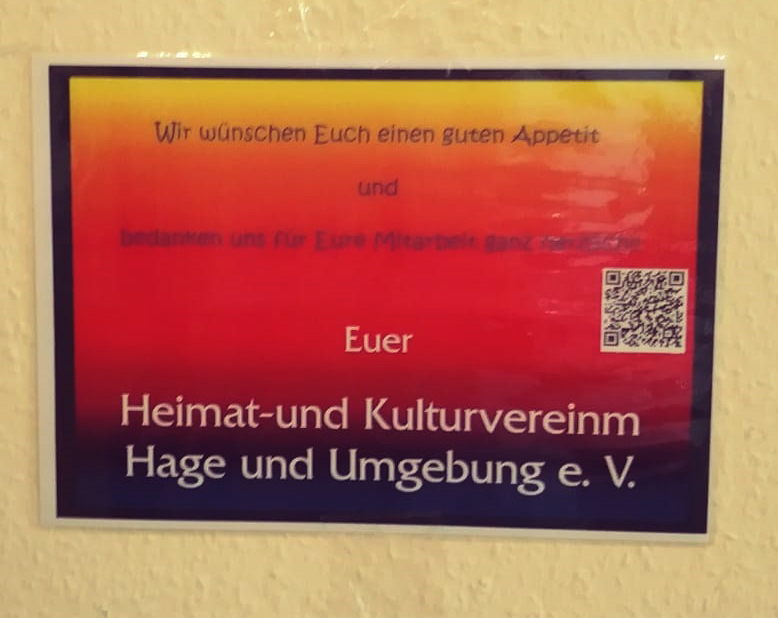 Wir wünschen Euch einen guten Appetit
und
bedanken uns für Eure Mitarbeit ganz
Euer
Heimat-und Kulturvereinm
Hage und Umgebung e. V.